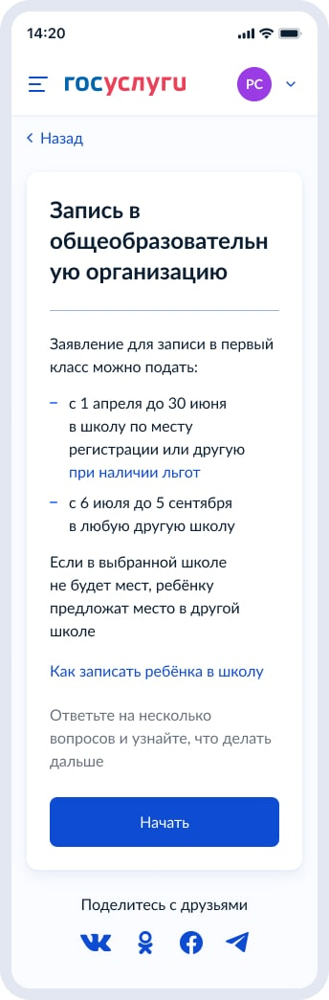 14:20
госуслуги
РС
Назад
Запись в
общеобразовательн
ую организацию
Заявление для записи в первый
класс можно подать:
– с 1 апреля до 30 июня
в школу по месту
регистрации или другую
при наличии льгот
– с 6 июля до 5 сентября
в любую другую школу
Если в выбранной школе
не будет мест, ребёнку
предложат место в другой
школе
Как записать ребёнка в школу
Ответьте на несколько
вопросов и узнайте, что делать
дальше
Начать
Поделитесь с друзьями